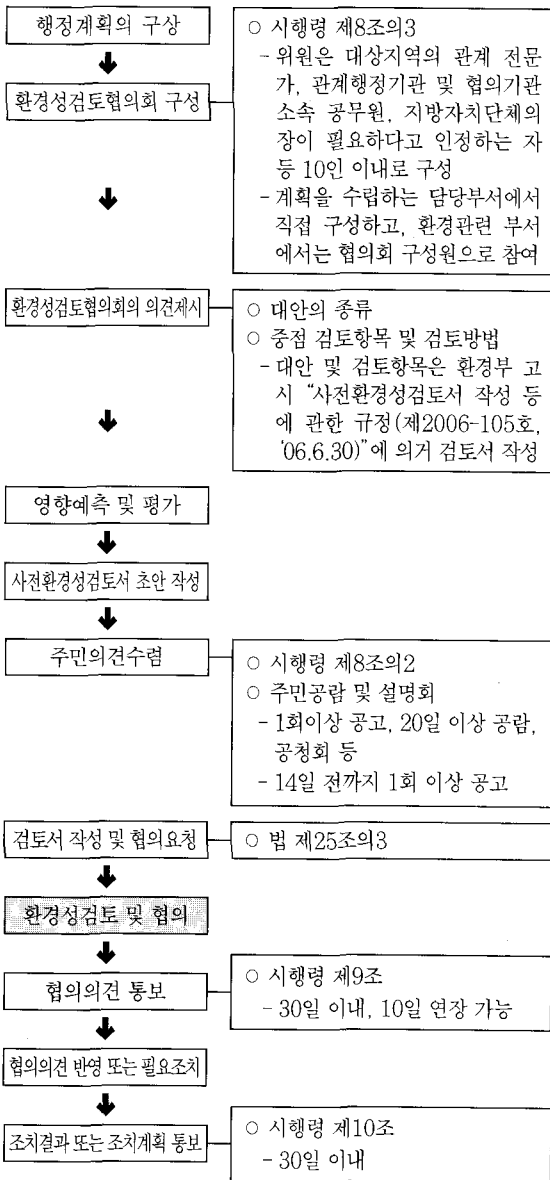 행정계획의 구상
환경성검토협의회 구성
○ 시행령 제8조의3
- 위원은 대상지역의 관계 전문
가, 관계행정기관 및 협의기관
소속 공무원, 지방자치단체의
장이 필요하다고 인정하는 자
등 10인 이내로 구성
- 계획을 수립하는 담당부서에서
직접 구성하고, 환경관련 부서
에서는 협의회 구성원으로 참여
환경성검토협의회의 의견제시
○ 대안의 종류
○ 중점 검토항목 및 검토방법
- 대안 및 검토항목은 환경부 고
시 “사전환경성검토서 작성 등
에 관한 규정(제2006-105호,
‘06.6.30)”에 의거 검토서 작성
영향예측 및 평가
사전환경성검토서 초안 작성
주민의견수렴
○ 시행령 제8조의2
○ 주민공람 및 설명회
- 1회이상 공고, 20일 이상 공람,
공청회 등
- 14일 전까지 1회 이상 공고
검토서 작성 및 협의요청
○ 법 제25조의3
환경성검토 및 협의
협의의견 통보
○ 시행령 제9조
- 30일 이내, 10일 연장 가능
협의의견 반영 또는 필요조치
조치결과 또는 조치계획 통보
○ 시행령 제10조
- 30일 이내